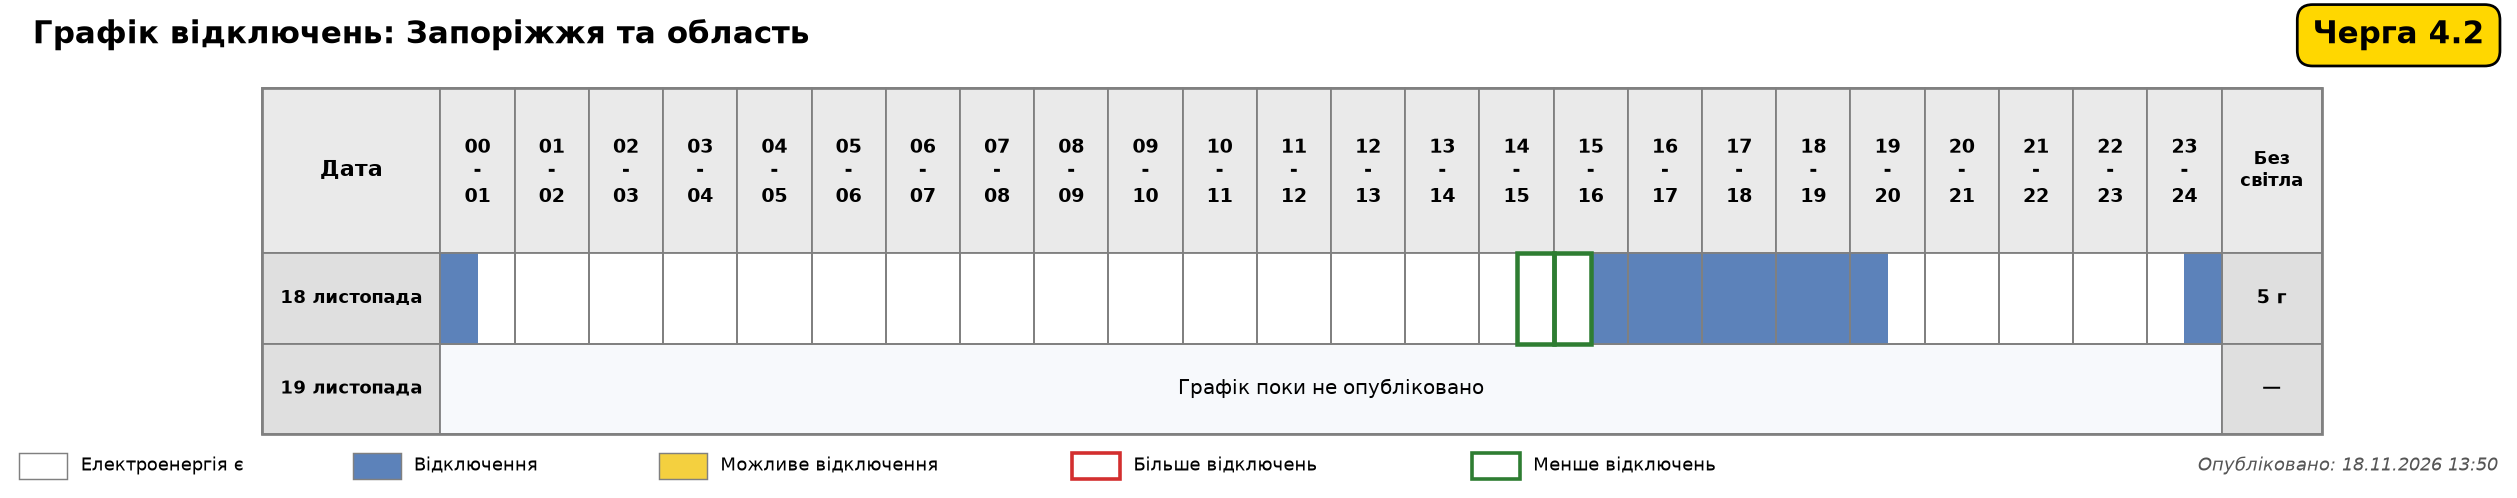 Графік відключень: Запоріжжя та область
Черга 4.2
Дата
00 - 01
01 - 02
02 - 03
03 - 04
04 - 05
05 - 06
06 - 07
07 - 08
08 - 09
09 - 10
10 - 11
11 - 12
12 - 13
13 - 14
14 - 15
15 - 16
16 - 17
17 - 18
18 - 19
19 - 20
20 - 21
21 - 22
22 - 23
23 - 24
Без
світла
18 листопада
5 г
19 листопада
Графік поки не опубліковано
—
Електроенергія є
Відключення
Можливе відключення
Більше відключень
Менше відключень
Опубліковано: 18.11.2026 13:50